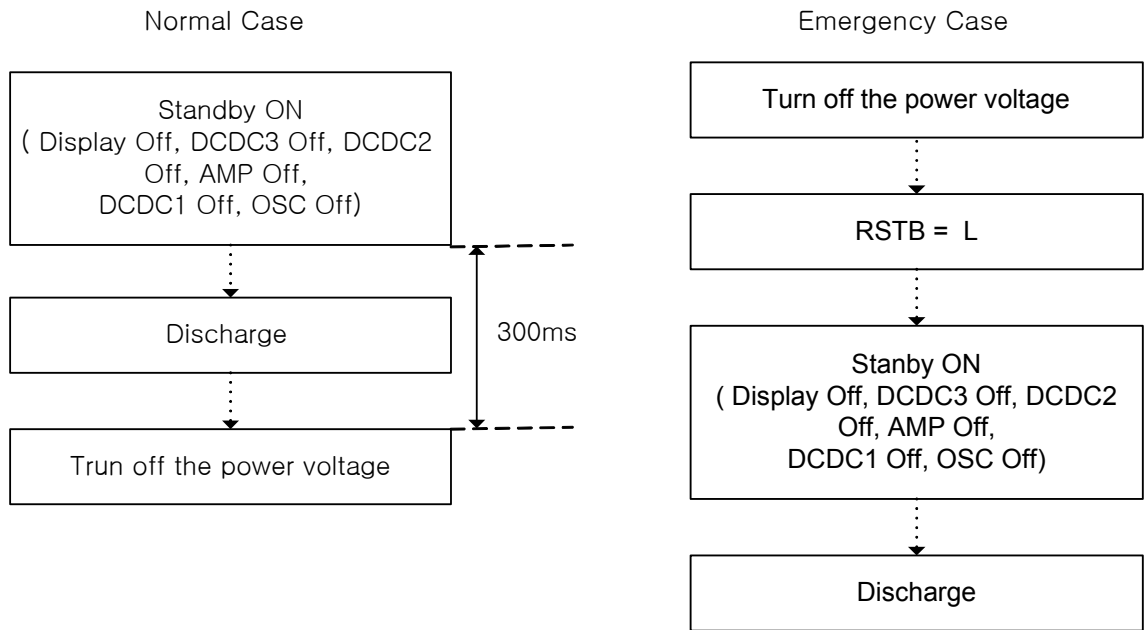 Normal Case
Standby ON
( Display Off, DCDC3 Off, DCDC2
Off, AMP Off,
DCDC1 Off, OSC Off)
Discharge
300ms
Trun off the power voltage
Emergency Case
Turn off the power voltage
RSTB = L
Stanby ON
( Display Off, DCDC3 Off, DCDC2
Off, AMP Off,
DCDC1 Off, OSC Off)
Discharge